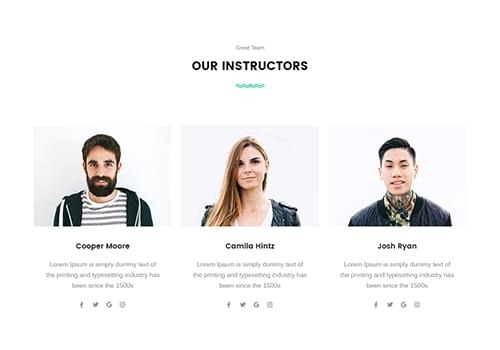 Great Team
OUR INSTRUCTORS
Cooper Moore
Lorem Ipsum is simply dummy text of
the printing and typesetting industry has
been since the 1500s
Camila Hintz
Lorem Ipsum is simply dummy text of
the printing and typesetting industry has
been since the 1500s
Josh Ryan
Lorem Ipsum is simply dummy text of
the printing and typesetting industry has
been since the 1500s